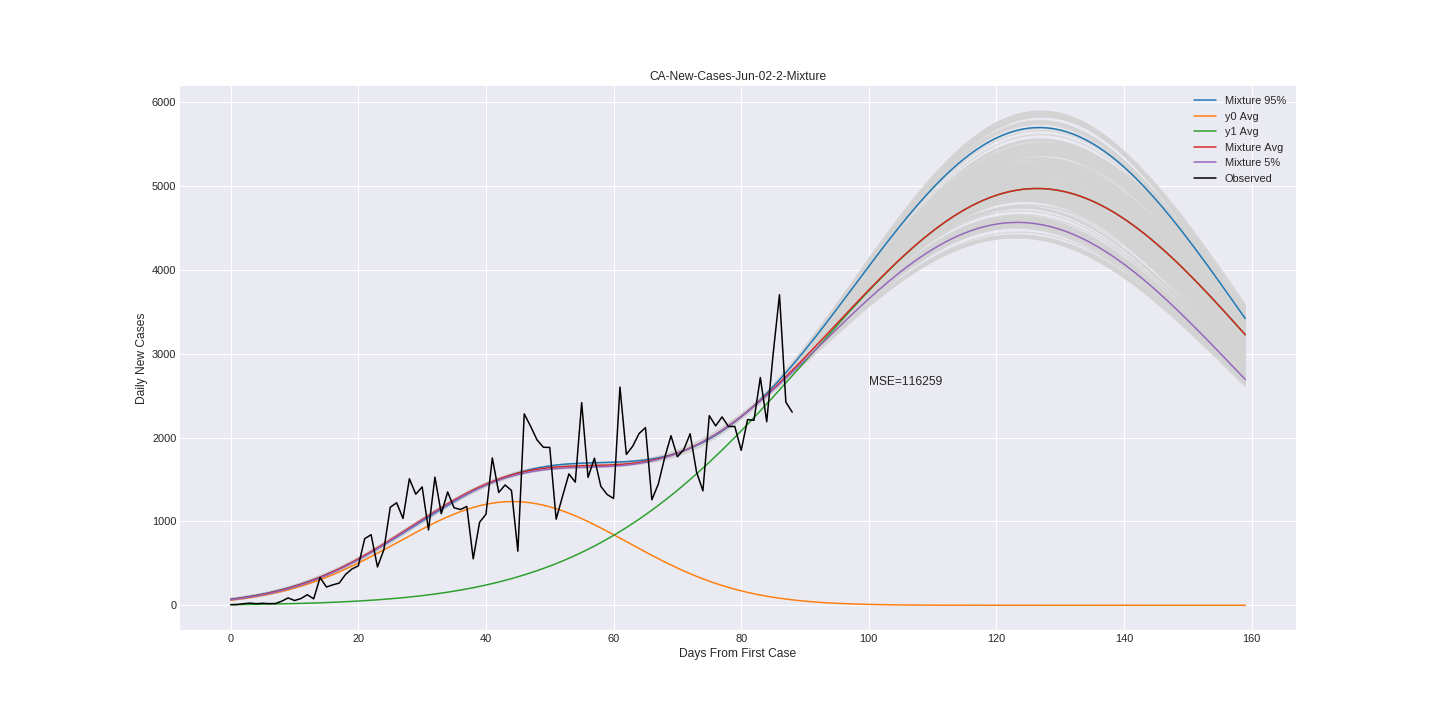 CA-New-Cases-Jun-02-2-Mixture
6000
5000
4000
3000
2000
1000
0
Daily New Cases
Mixture 95%
y0 Avg
y1 Avg
Mixture Avg
Mixture 5%
Observed
MSE=116259
0 20 40 60 80 100 120 140 160
Days From First Case